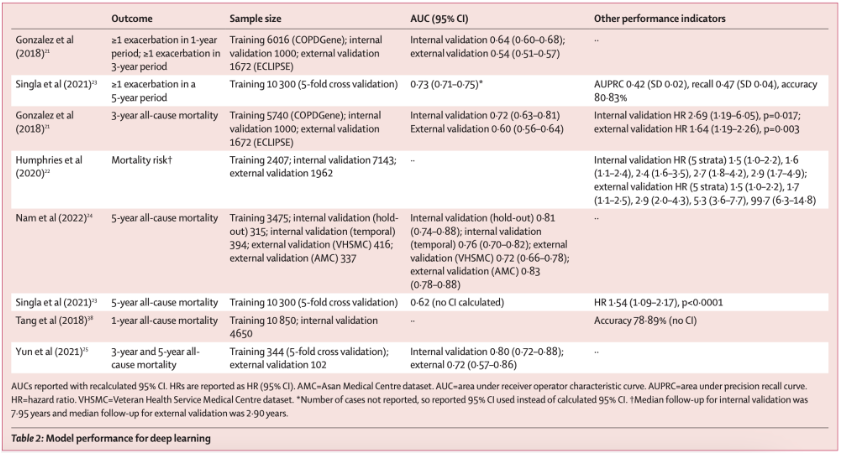 Outcome Sample size AUC (95% CI) Other performance indicators
Gonzalez et al ≥1 exacerbation in 1-year Training 6016 (COPDGene); internal Internal validation 0·64 (0·60–0·68); ··
(2018)²¹ period; ≥1 exacerbation in validation 1000; external validation external validation 0·54 (0·51–0·57)
3-year period 1672 (ECLIPSE)
Singla et al (2021)²³ ≥1 exacerbation in a Training 10 300 (5-fold cross validation) 0·73 (0·71–0·75)* AUPRC 0·42 (SD 0·02), recall 0·47 (SD 0·04), accuracy
5-year period 80·83%
Gonzalez et al 3-year all-cause mortality Training 5740 (COPDGene); internal Internal validation 0·72 (0·63–0·81) Internal validation HR 2·69 (1·19–6·05), p=0·017;
(2018)²¹ validation 1000; external validation External validation 0·60 (0·56–0·64) external validation HR 1·64 (1·19–2·26), p=0·003
1672 (ECLIPSE)
Humphries et al Mortality risk† Training 2407; internal validation 7143; ·· Internal validation HR (5 strata) 1·5 (1·0–2·2), 1·6
(2020)²² external validation 1962 (1·1–2·4), 2·4 (1·6–3·5), 2·7 (1·8–4·2), 2·9 (1·7–4·9);
external validation HR (5 strata) 1·5 (1·0–2·2), 1·7
(1·1–2·5), 2·9 (2·0–4·3), 5·3 (3·6–7·7), 99·7 (6·3–14·8)
Nam et al (2022)²⁴ 5-year all-cause mortality Training 3475; internal validation (hold- Internal validation (hold-out) 0·81 ··
out) 315; internal validation (temporal) (0·74–0·88); internal validation
394; external validation (VHSMC) 416; (temporal) 0·76 (0·70–0·82); external
external validation (AMC) 337 validation (VHSMC) 0·72 (0·66–0·78);
external validation (AMC) 0·83
(0·78–0·88)
Singla et al (2021)²³ 5-year all-cause mortality Training 10 300 (5-fold cross validation) 0·62 (no CI calculated) HR 1·54 (1·09–2·17), p<0·0001
Tang et al (2018)³⁸ 1-year all-cause mortality Training 10 850; internal validation ·· Accuracy 78·89% (no CI)
4650
Yun et al (2021)²⁵ 3-year and 5-year all- Training 344 (5-fold cross validation); Internal validation 0·80 (0·72–0·88); ··
cause mortality external validation 102 external 0·72 (0·57–0·86)
AUCs reported with recalculated 95% CI. HRs are reported as HR (95% CI). AMC=Asan Medical Centre dataset. AUC=area under receiver operator characteristic curve. AUPRC=area under precision recall curve.
HR=hazard ratio. VHSMC=Veteran Health Service Medical Centre dataset. *Number of cases not reported, so reported 95% CI used instead of calculated 95% CI. †Median follow-up for internal validation was
7·95 years and median follow-up for external validation was 2·90 years.
Table 2: Model performance for deep learning